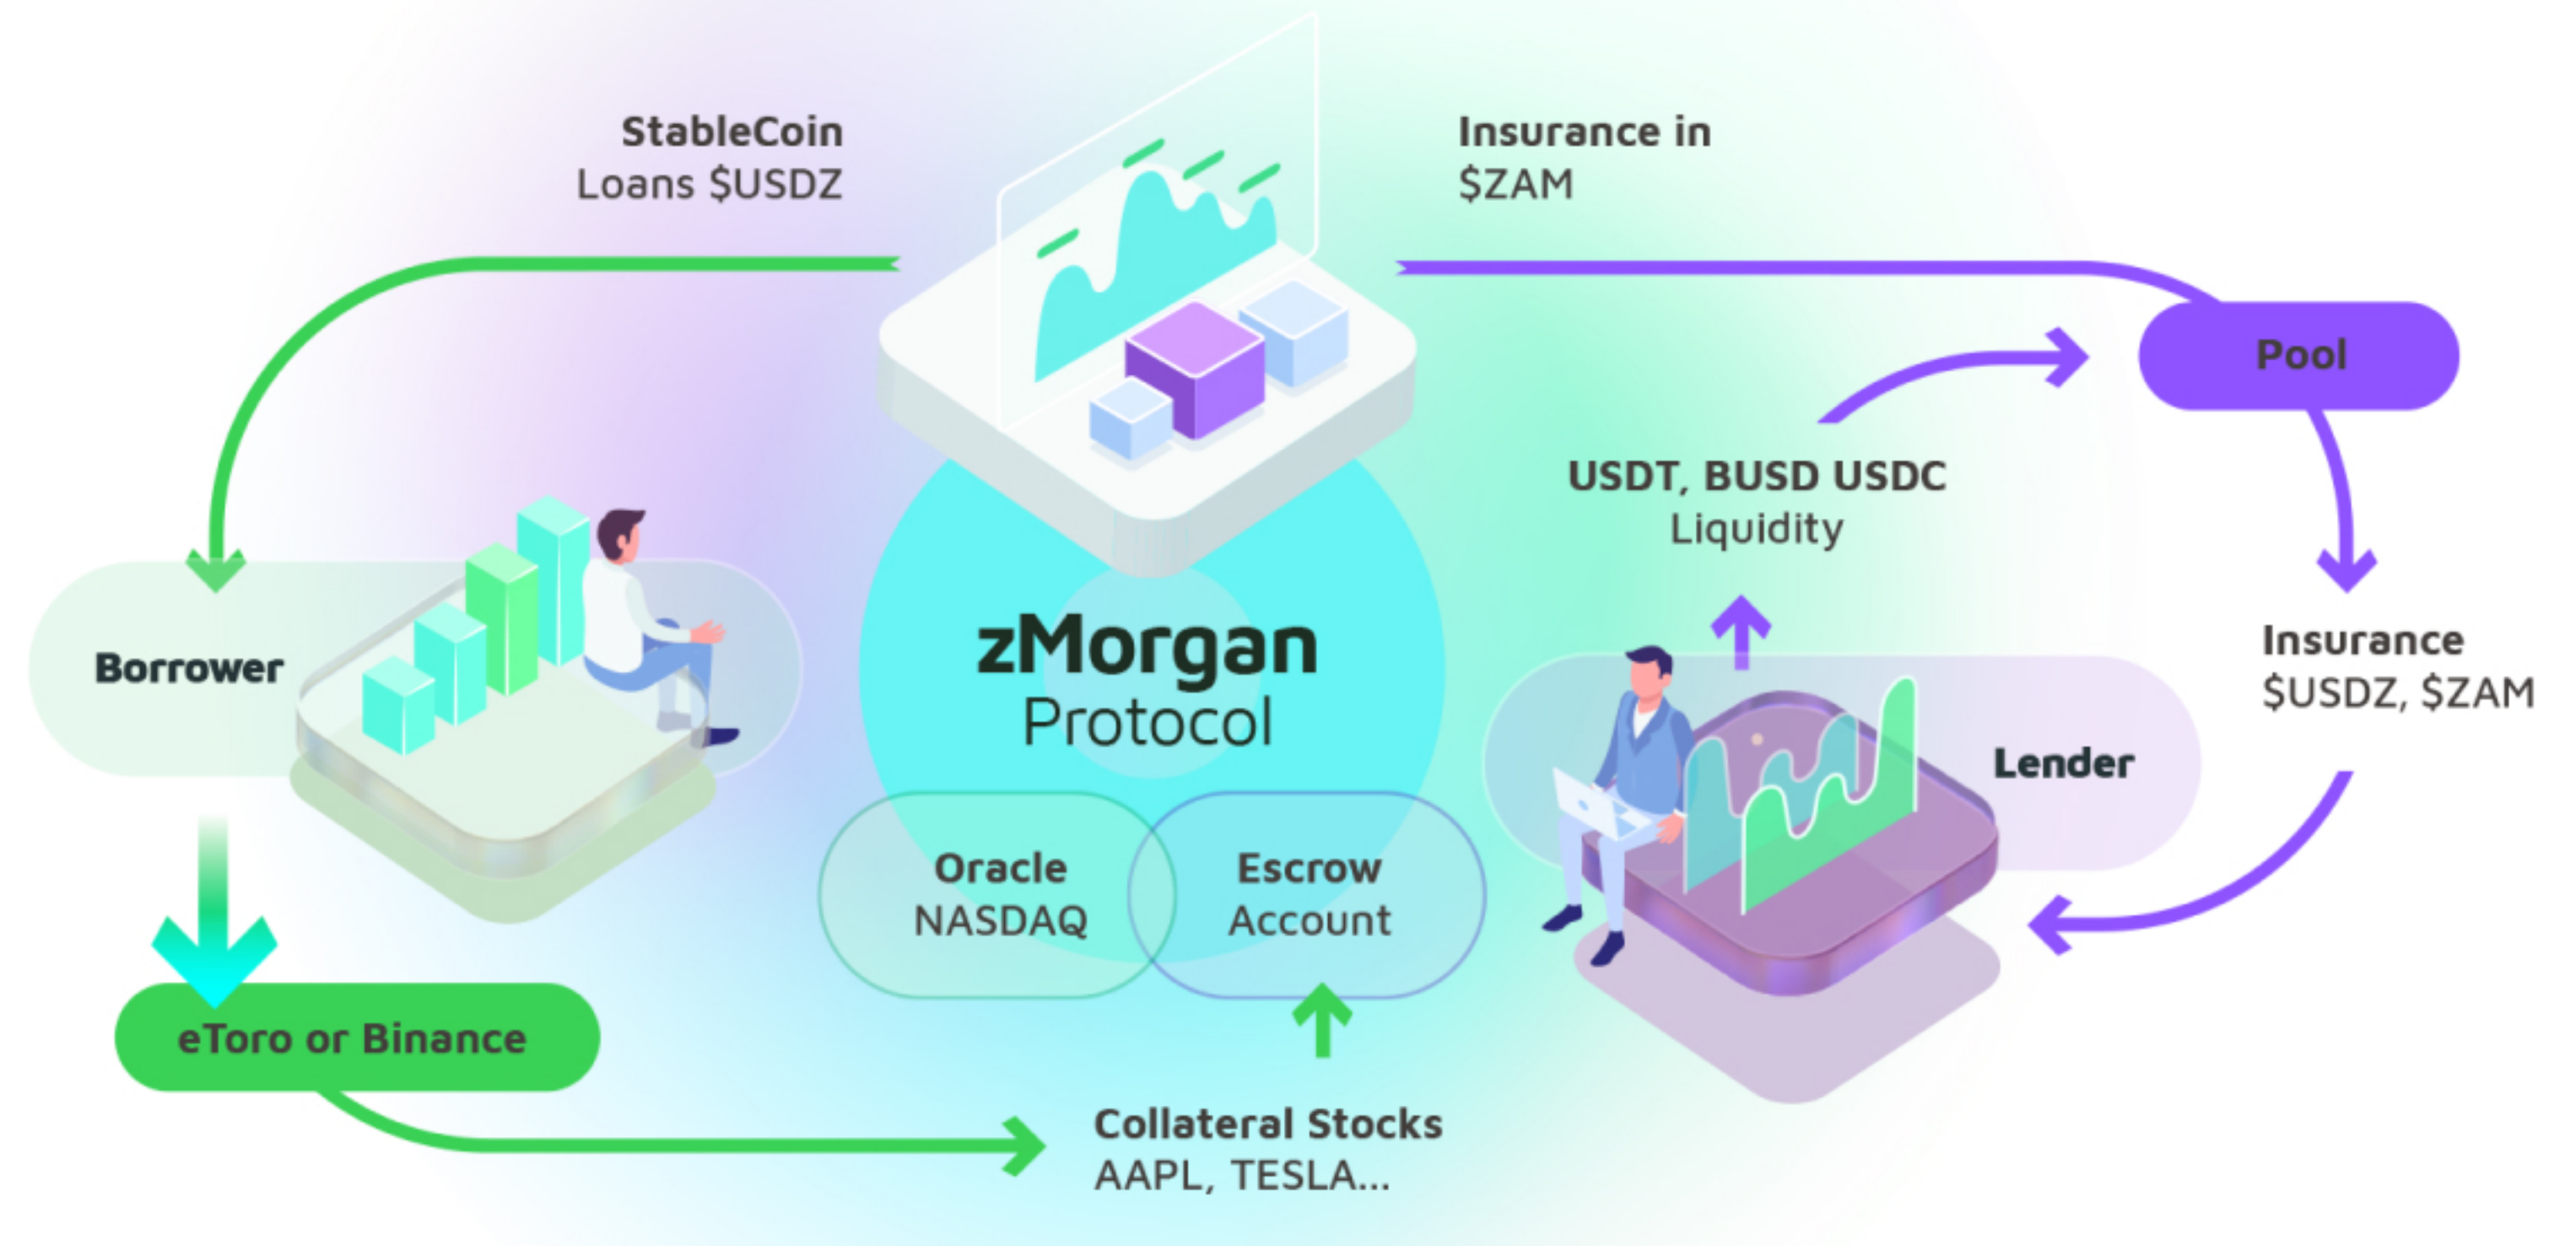 StableCoin
Loans $USDZ
Insurance in
$ZAM
Pool
USDT, BUSD USDC
Liquidity
Borrower
zMorgan
Protocol
Insurance
$USDZ, $ZAM
Lender
Oracle
NASDAQ
Escrow
Account
eToro or Binance
Collateral Stocks
AAPL, TESLA...